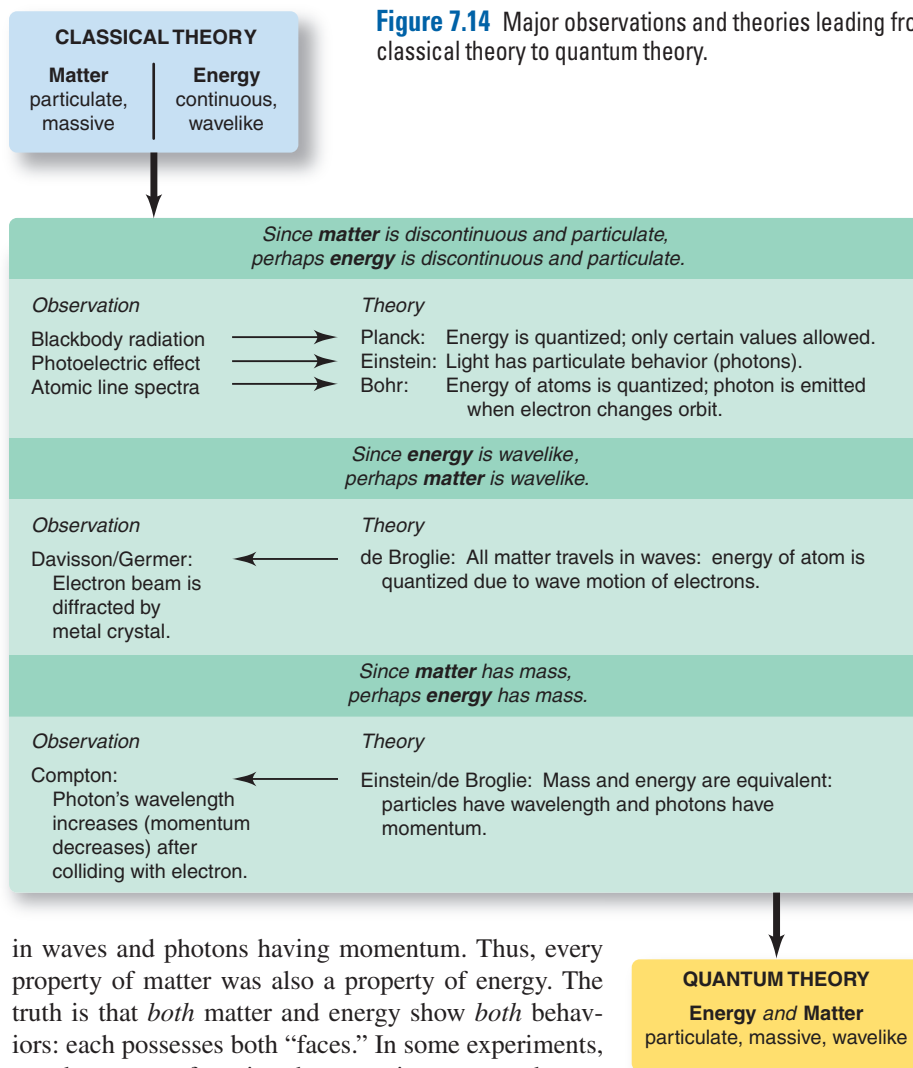 Figure 7.14 Major observations and theories leading
classical theory to quantum theory.
CLASSICAL THEORY
Matter
particulate,
massive
Energy
continuous,
wavelike
Since matter is discontinuous and particulate,
perhaps energy is discontinuous and particulate.
Observation
Theory
Blackbody radiation
Planck: Energy is quantized; only certain values allowed.
Photoelectric effect
Einstein: Light has particulate behavior (photons).
Atomic line spectra
Bohr: Energy of atoms is quantized; photon is emitted
when electron changes orbit.
Since energy is wavelike,
perhaps matter is wavelike.
Observation
Theory
Davisson/Germer:
Electron beam is
diffracted by
metal crystal.
de Broglie: All matter travels in waves: energy of atom is
quantized due to wave motion of electrons.
Since matter has mass,
perhaps energy has mass.
Observation
Theory
Compton:
Photon's wavelength
increases (momentum
decreases) after
colliding with electron.
Einstein/de Broglie: Mass and energy are equivalent:
particles have wavelength and photons have
momentum.
in waves and photons having momentum. Thus, every
property of matter was also a property of energy. The
truth is that both matter and energy show both behav-
iors: each possesses both “faces.” In some experiments,
QUANTUM THEORY
Energy and Matter
particulate, massive, wavelike